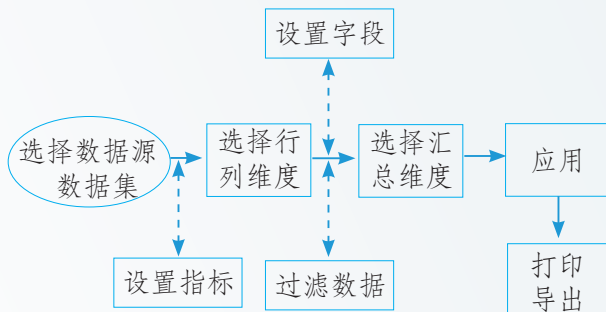 设置字段
选择数据源
数据集
选择行
列维度
选择汇
总维度
应用
设置指标
过滤数据
打印
导出